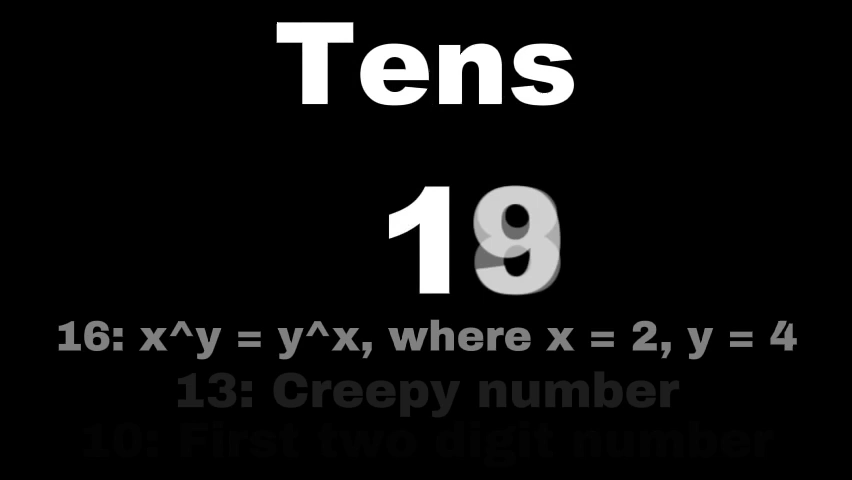 Tens
19
16: x^y = y^x, where x = 2, y = 4
13: Creepy number
10: First two digit number